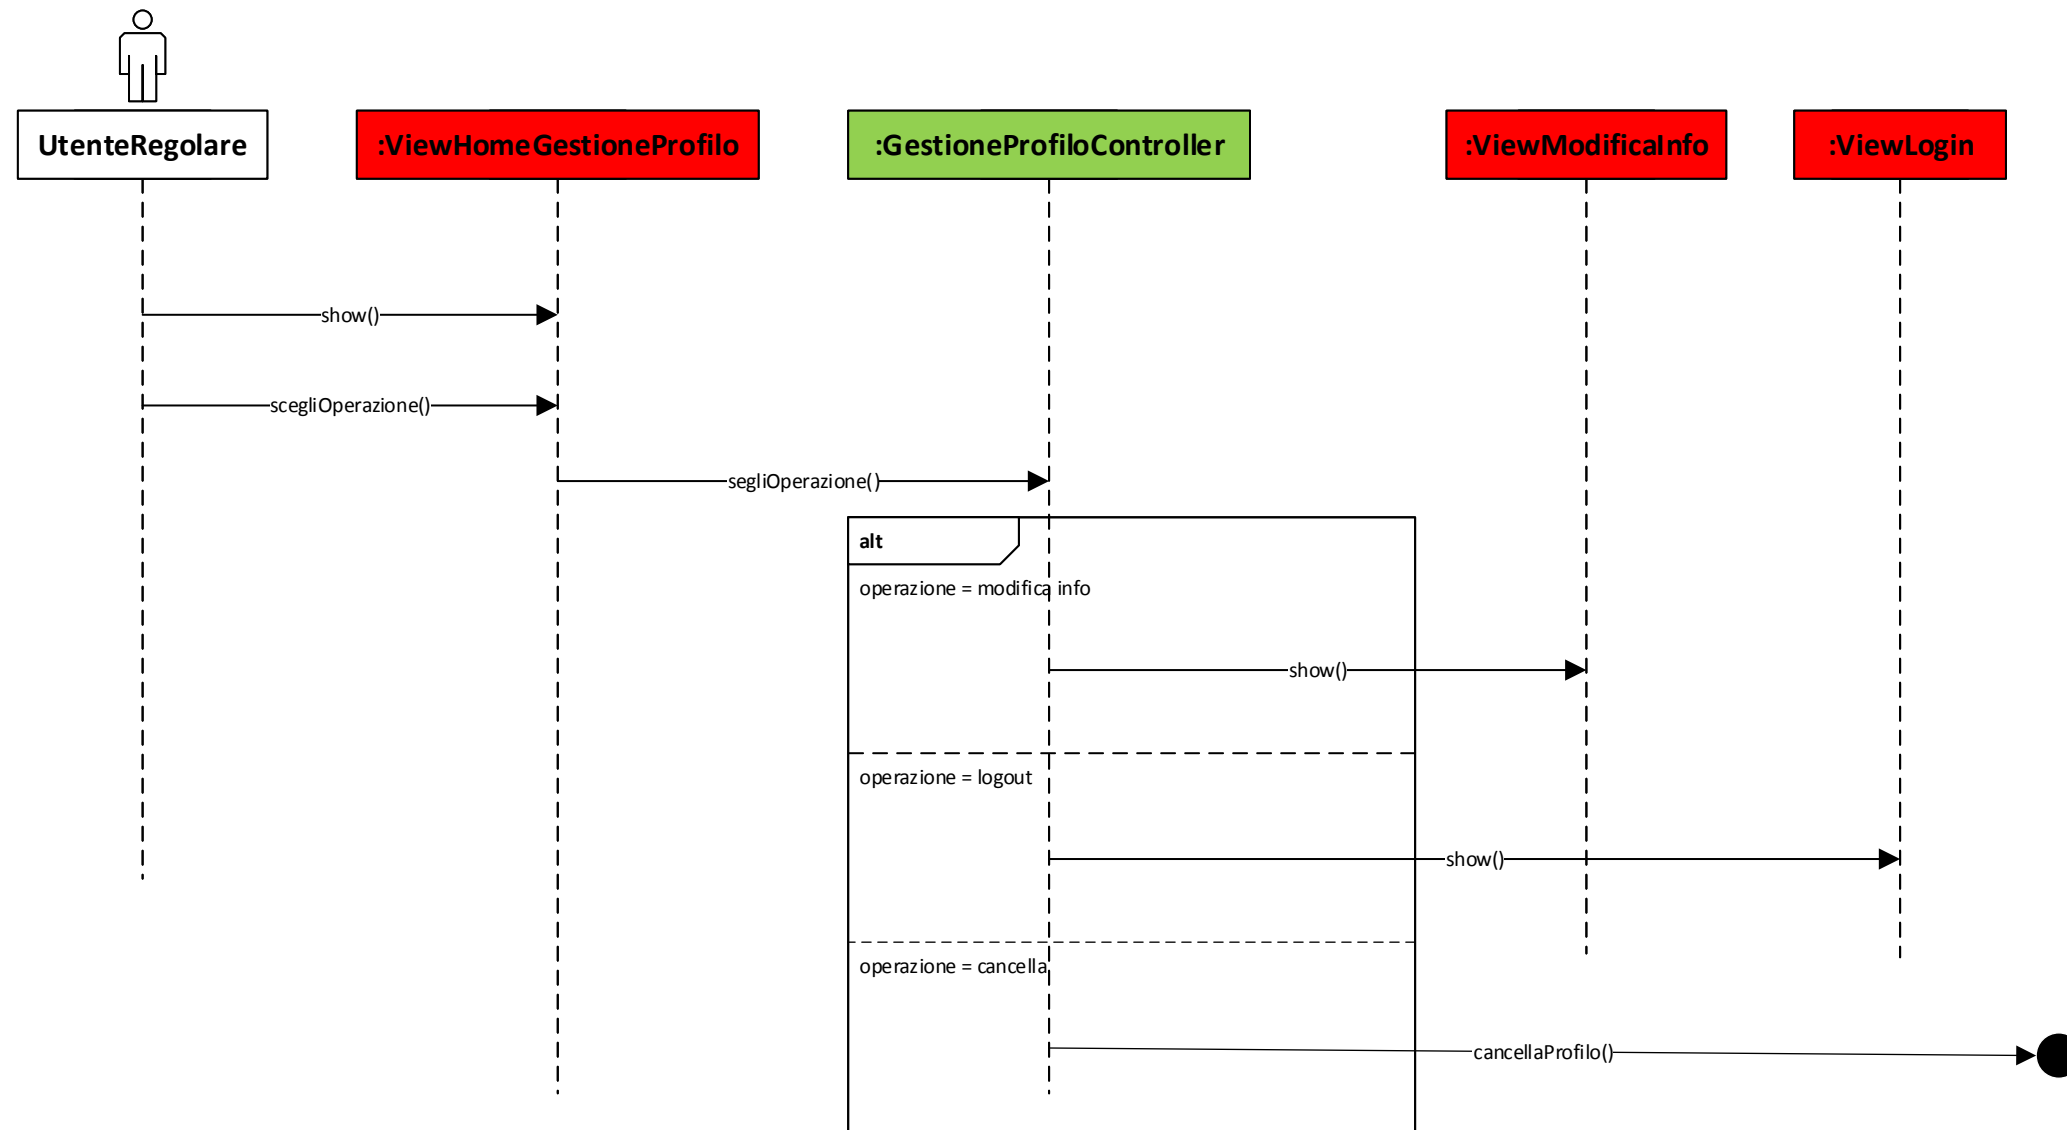 UtenteRegolare
:ViewHomeGestioneProfilo
:GestioneProfiloController
:ViewModificaInfo
:ViewLogin
show()
scegliOperazione()
segliOperazione()
alt
operazione = modifica info
show()
operazione = logout
show()
operazione = cancella
cancellaProfilo()